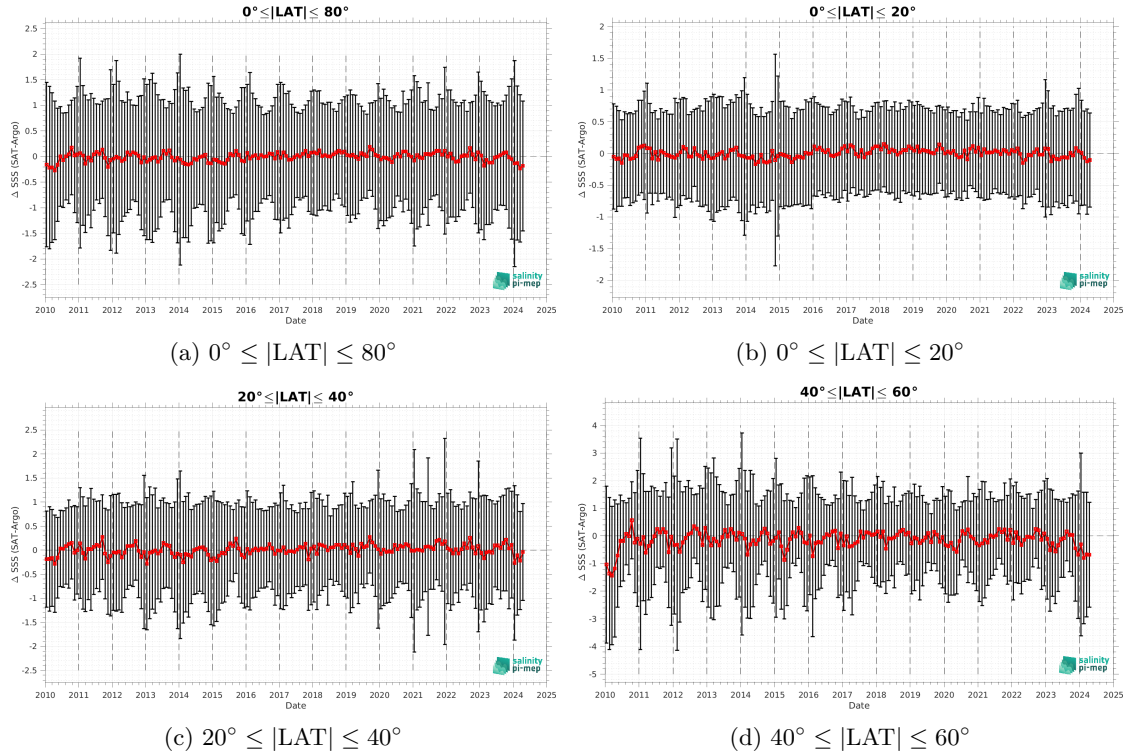 0°≤|LAT|≤ 80°
Δ SSS (SAT-Argo)
2.5
2
1.5
1
0.5
0
-0.5
-1
-1.5
-2
-2.5
2010 2011 2012 2013 2014 2015 2016 2017 2018 2019 2020 2021 2022 2023 2024 2025
Date
salinity
pi-mep
(a) 0° ≤ |LAT| ≤ 80°
0°≤|LAT|≤ 20°
Δ SSS (SAT-Argo)
2
1.5
1
0.5
0
-0.5
-1
-1.5
-2
2010 2011 2012 2013 2014 2015 2016 2017 2018 2019 2020 2021 2022 2023 2024 2025
Date
salinity
pi-mep
(b) 0° ≤ |LAT| ≤ 20°
20°≤|LAT|≤ 40°
Δ SSS (SAT-Argo)
2.5
2
1.5
1
0.5
0
-0.5
-1
-1.5
-2
-2.5
2010 2011 2012 2013 2014 2015 2016 2017 2018 2019 2020 2021 2022 2023 2024 2025
Date
salinity
pi-mep
(c) 20° ≤ |LAT| ≤ 40°
40°≤|LAT|≤ 60°
Δ SSS (SAT-Argo)
4
3
2
1
0
-1
-2
-3
-4
-5
2010 2011 2012 2013 2014 2015 2016 2017 2018 2019 2020 2021 2022 2023 2024 2025
Date
salinity
pi-mep
(d) 40° ≤ |LAT| ≤ 60°